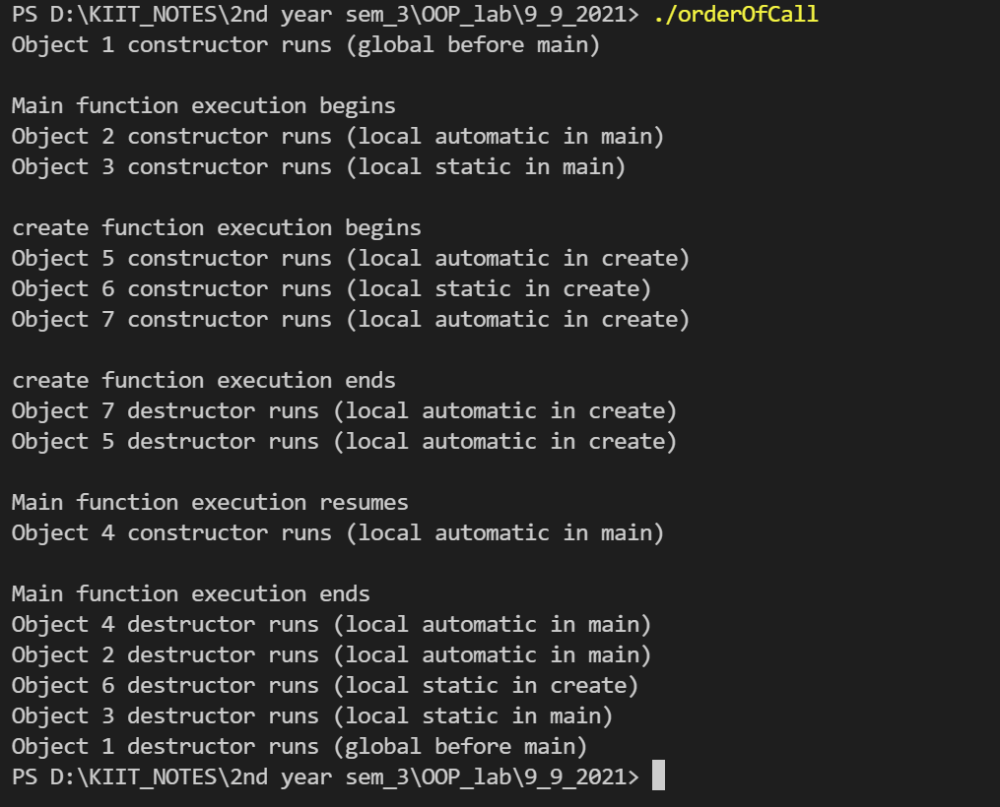 PS D:\KIIT_NOTES\2nd year sem_3\OOP_lab\9_9_2021> ./orderOfCall
Object 1 constructor runs (global before main)
Main function execution begins
Object 2 constructor runs (local automatic in main)
Object 3 constructor runs (local static in main)
create function execution begins
Object 5 constructor runs (local automatic in create)
Object 6 constructor runs (local static in create)
Object 7 constructor runs (local automatic in create)
create function execution ends
Object 7 destructor runs (local automatic in create)
Object 5 destructor runs (local automatic in create)
Main function execution resumes
Object 4 constructor runs (local automatic in main)
Main function execution ends
Object 4 destructor runs (local automatic in main)
Object 2 destructor runs (local automatic in main)
Object 6 destructor runs (local static in create)
Object 3 destructor runs (local static in main)
Object 1 destructor runs (global before main)
PS D:\KIIT_NOTES\2nd year sem_3\OOP_lab\9_9_2021>